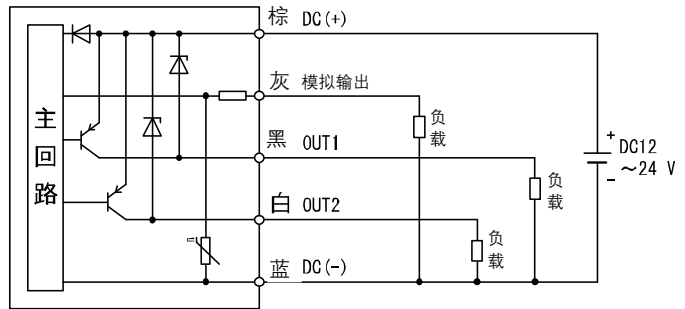 棕 DC(+)
灰 模拟输出
主回路
负载
黑 OUT1
+
DC12
～24 V
−
负载
白 OUT2
负载
蓝 DC(-)